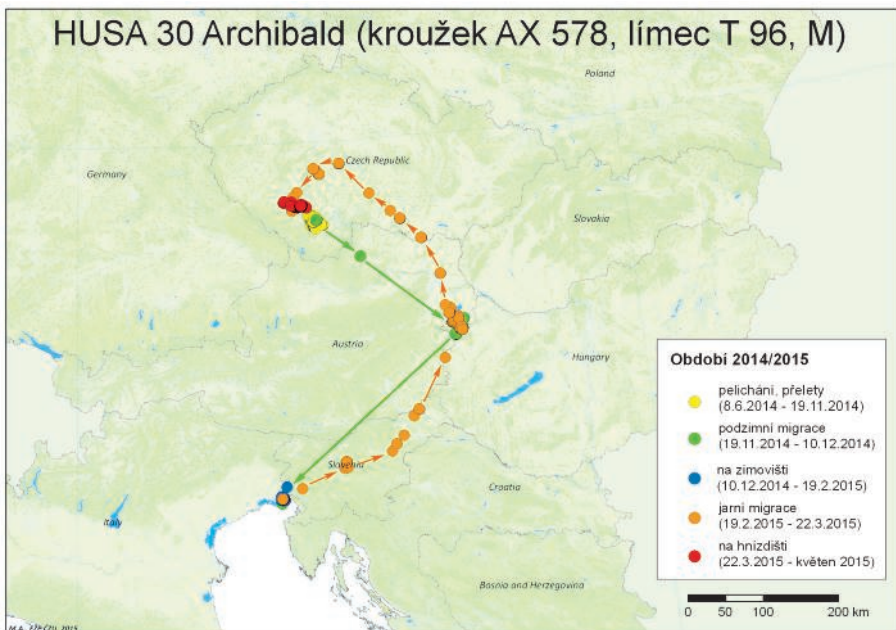 HUSA 30 Archibald (kroužek AX 578, límec T 96, M)
Poland
Czech Republic
Germany
Slovakia
Austria
Hungary
Slovenia
Croatia
Italy
Bosnia and Herzegovina
Období 2014/2015
pelichání, přelety
(8.6.2014 - 19.11.2014)
podzimní migrace
(19.11.2014 - 10.12.2014)
na zimovišti
(10.12.2014 - 19.2.2015)
jarní migrace
(19.2.2015 - 22.3.2015)
na hnízdišti
(22.3.2015 - květen 2015)
0 50 100 200 km
2015